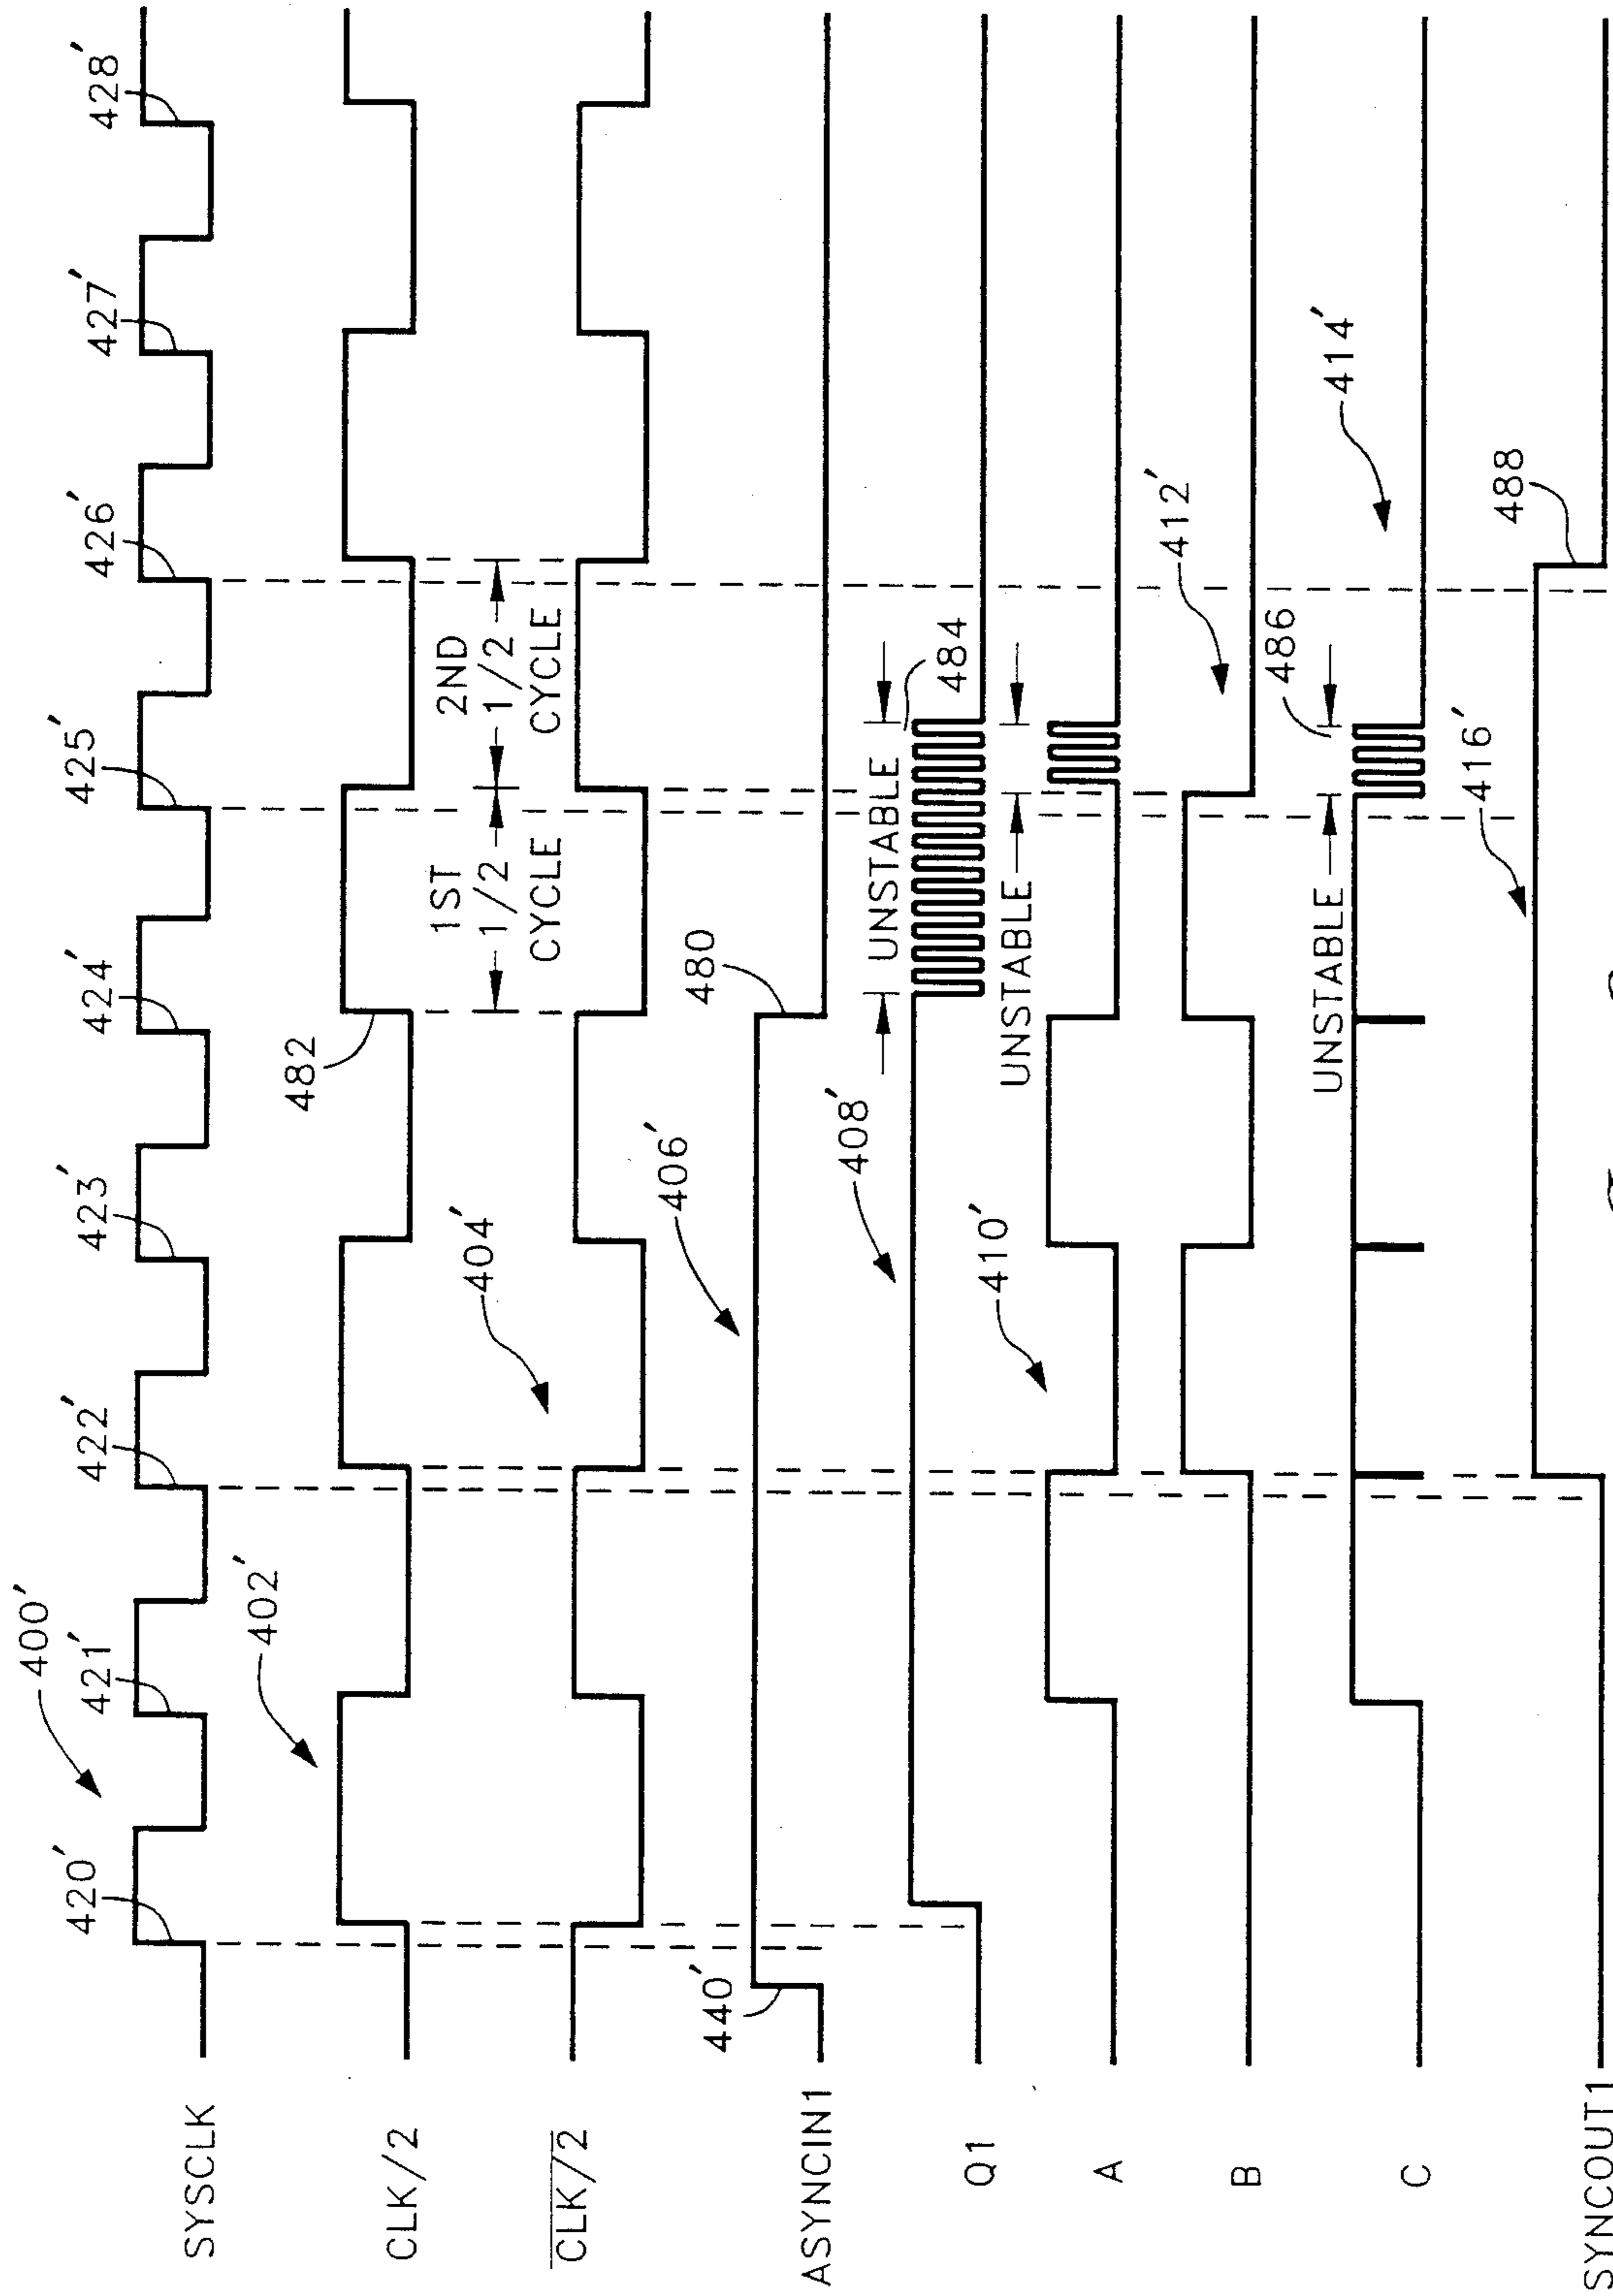 400′
420′
421′
422′
423′
424′
425′
426′
427′
428′
SYSCLK
402′
482
CLK/2
404′
1ST
1/2
CYCLE
2ND
1/2
CYCLE
CLK/2
440′
406′
480
ASYNCIN1
408′
UNSTABLE
484
Q1
410′
UNSTABLE
A
412′
B
UNSTABLE
486
414′
C
416′
488
SYNCOUT1